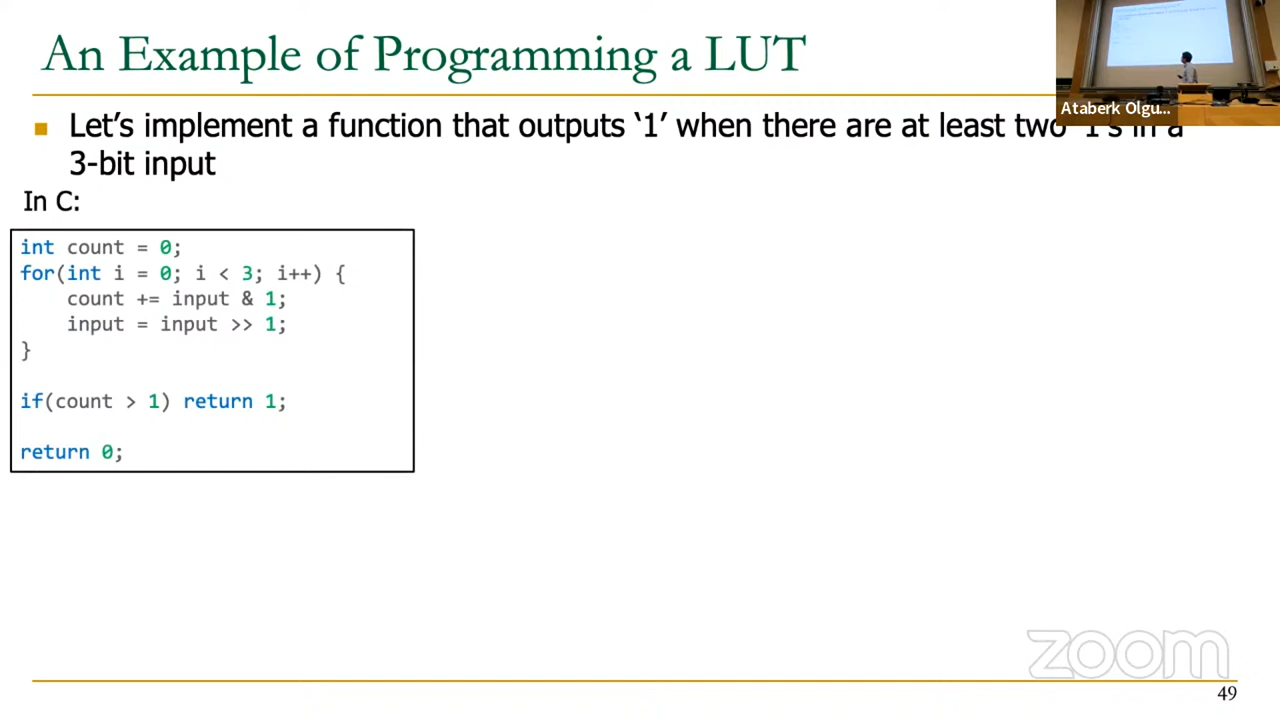 An Example of Programming a LUT
Ataberk Olgu...
Let's implement a function that outputs '1' when there are at least two '1's in a
3-bit input
In C:
int count = 0;
for(int i = 0; i < 3; i++) {
    count += input & 1;
    input = input >> 1;
}
if(count > 1) return 1;
return 0;
zoom
49